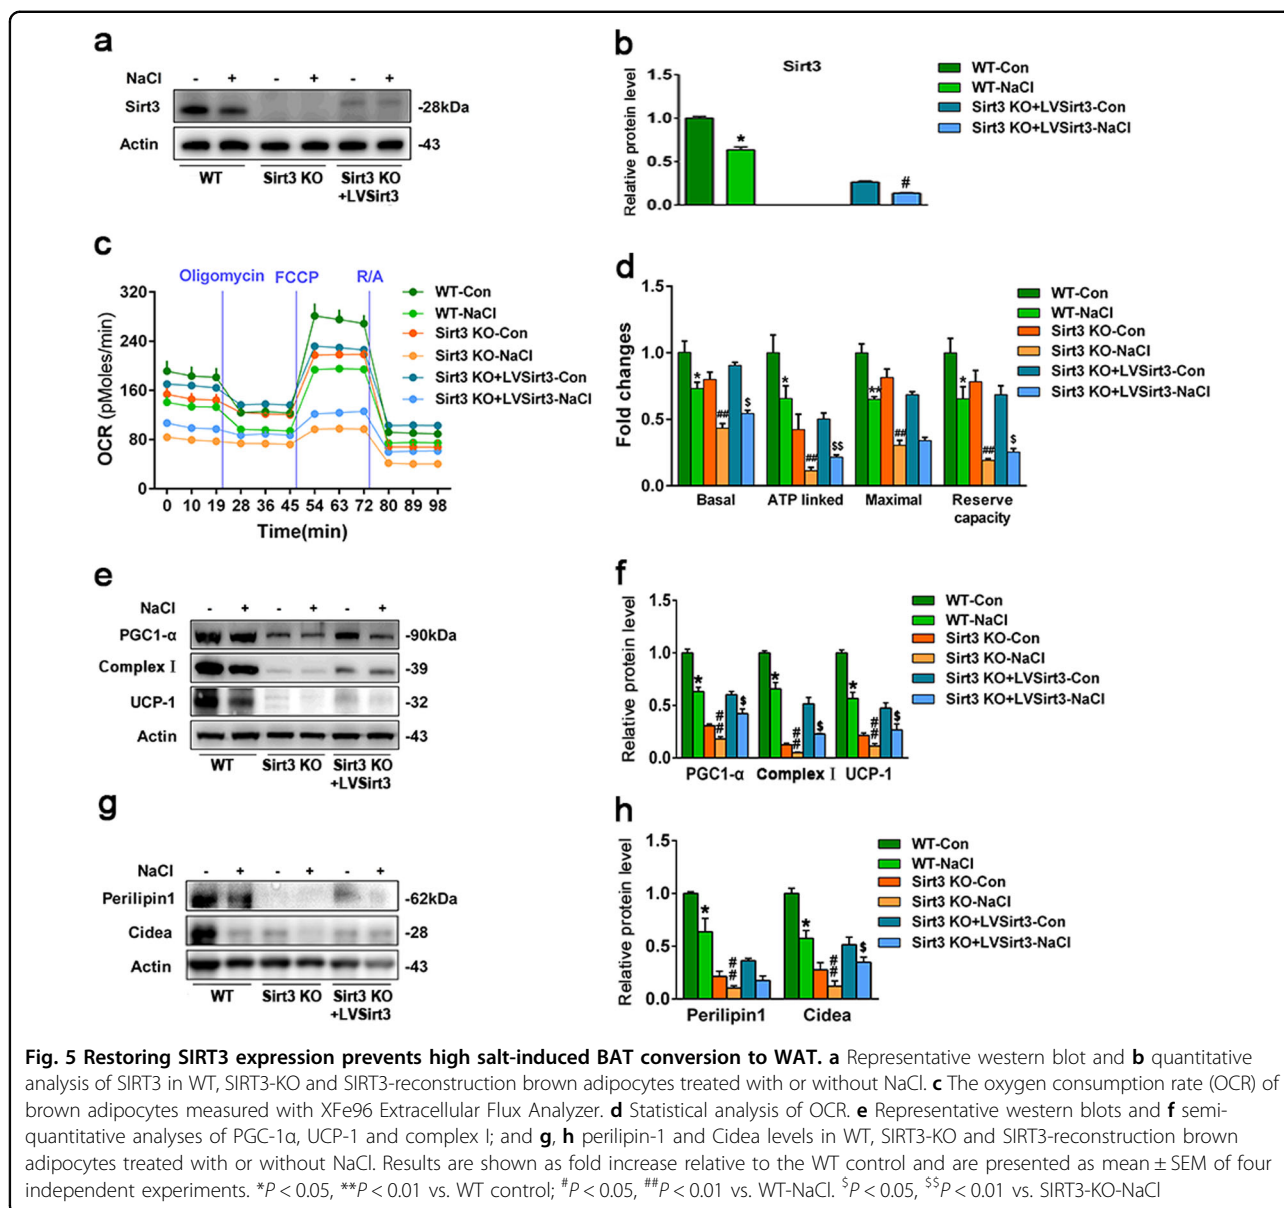 a
NaCl - + - + - +
Sirt3 -28kDa
Actin -43
WT Sirt3 KO Sirt3 KO
+LVSirt3
b
Sirt3
Relative protein level
1.5
1.0
0.5
0.0
*
#
WT-Con
WT-NaCl
Sirt3 KO+LVSirt3-Con
Sirt3 KO+LVSirt3-NaCl
c
Oligomycin FCCP R/A
OCR (pMoles/min)
320
240
160
80
0
0 10 19 28 36 45 54 63 72 80 89 98
Time(min)
WT-Con
WT-NaCl
Sirt3 KO-Con
Sirt3 KO-NaCl
Sirt3 KO+LVSirt3-Con
Sirt3 KO+LVSirt3-NaCl
d
Fold changes
1.5
1.0
0.5
0.0
* ## $ * ## $$ ** ## * ## $
Basal ATP linked Maximal Reserve
capacity
WT-Con
WT-NaCl
Sirt3 KO-Con
Sirt3 KO-NaCl
Sirt3 KO+LVSirt3-Con
Sirt3 KO+LVSirt3-NaCl
e
NaCl - + - + - +
PGC1-α -90kDa
Complex Ⅰ -39
UCP-1 -32
Actin -43
WT Sirt3 KO Sirt3 KO
+LVSirt3
f
Relative protein level
1.5
1.0
0.5
0.0
* ## $ * ## $ * ## $
PGC1-α Complex Ⅰ UCP-1
WT-Con
WT-NaCl
Sirt3 KO-Con
Sirt3 KO-NaCl
Sirt3 KO+LVSirt3-Con
Sirt3 KO+LVSirt3-NaCl
g
NaCl - + - + - +
Perilipin1 -62kDa
Cidea -28
Actin -43
WT Sirt3 KO Sirt3 KO
+LVSirt3
h
Relative protein level
1.5
1.0
0.5
0.0
* ## * ## $
Perilipin1 Cidea
WT-Con
WT-NaCl
Sirt3 KO-Con
Sirt3 KO-NaCl
Sirt3 KO+LVSirt3-Con
Sirt3 KO+LVSirt3-NaCl
Fig. 5 Restoring SIRT3 expression prevents high salt-induced BAT conversion to WAT. a Representative western blot and b quantitative
analysis of SIRT3 in WT, SIRT3-KO and SIRT3-reconstruction brown adipocytes treated with or without NaCl. c The oxygen consumption rate (OCR) of
brown adipocytes measured with XFe96 Extracellular Flux Analyzer. d Statistical analysis of OCR. e Representative western blots and f semi-
quantitative analyses of PGC-1α, UCP-1 and complex I; and g, h perilipin-1 and Cidea levels in WT, SIRT3-KO and SIRT3-reconstruction brown
adipocytes treated with or without NaCl. Results are shown as fold increase relative to the WT control and are presented as mean ± SEM of four
independent experiments. *P < 0.05, **P < 0.01 vs. WT control; #P < 0.05, ##P < 0.01 vs. WT-NaCl. $P < 0.05, $$P < 0.01 vs. SIRT3-KO-NaCl